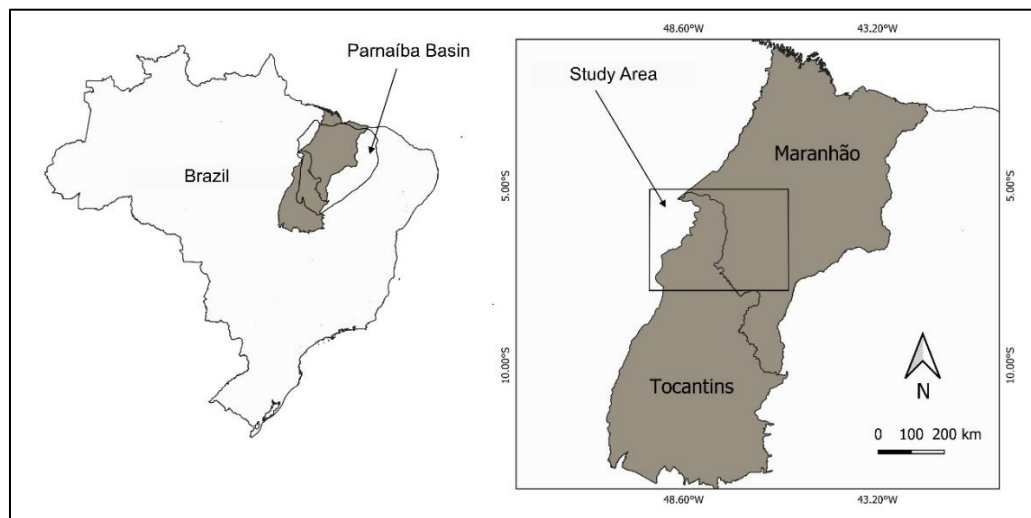 Parnaíba Basin
Brazil
48.60°W 43.20°W
Study Area
Maranhão
5.00°S 5.00°S
10.00°S 10.00°S
Tocantins
N
0 100 200 km
48.60°W 43.20°W